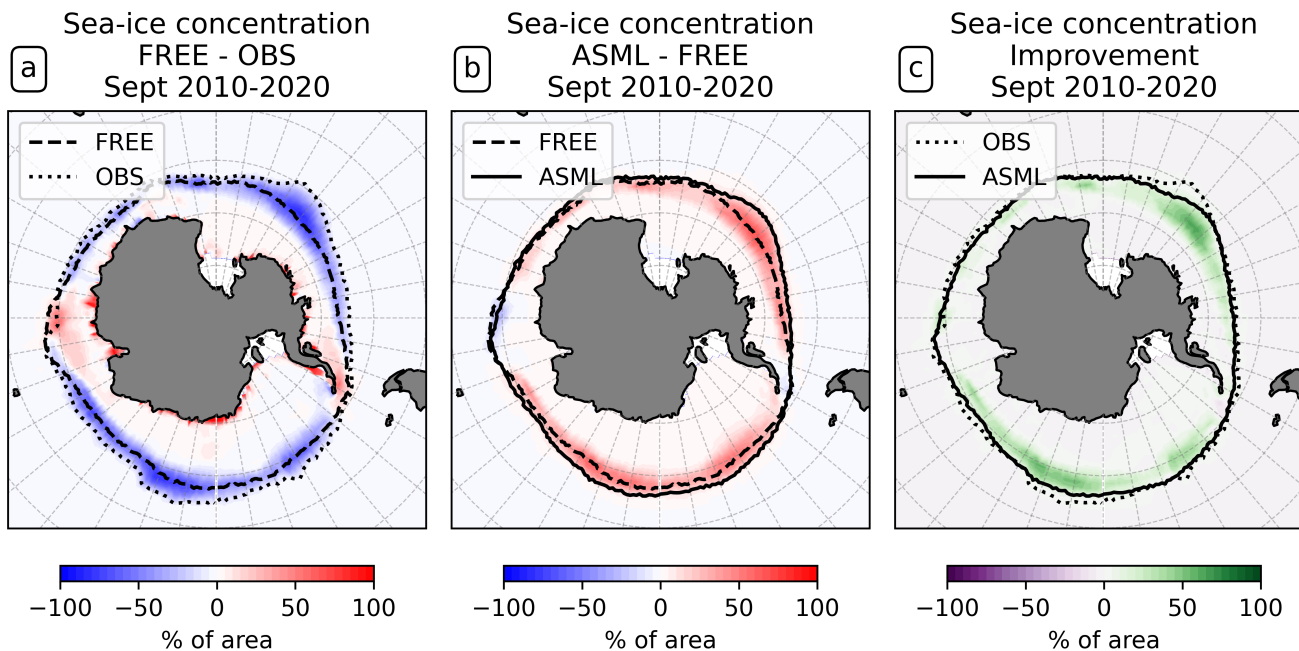 a
Sea-ice concentration
FREE - OBS
Sept 2010-2020
FREE
OBS
−100 −50 0 50 100
% of area
b
Sea-ice concentration
ASML - FREE
Sept 2010-2020
FREE
ASML
−100 −50 0 50 100
% of area
c
Sea-ice concentration
Improvement
Sept 2010-2020
OBS
ASML
−100 −50 0 50 100
% of area